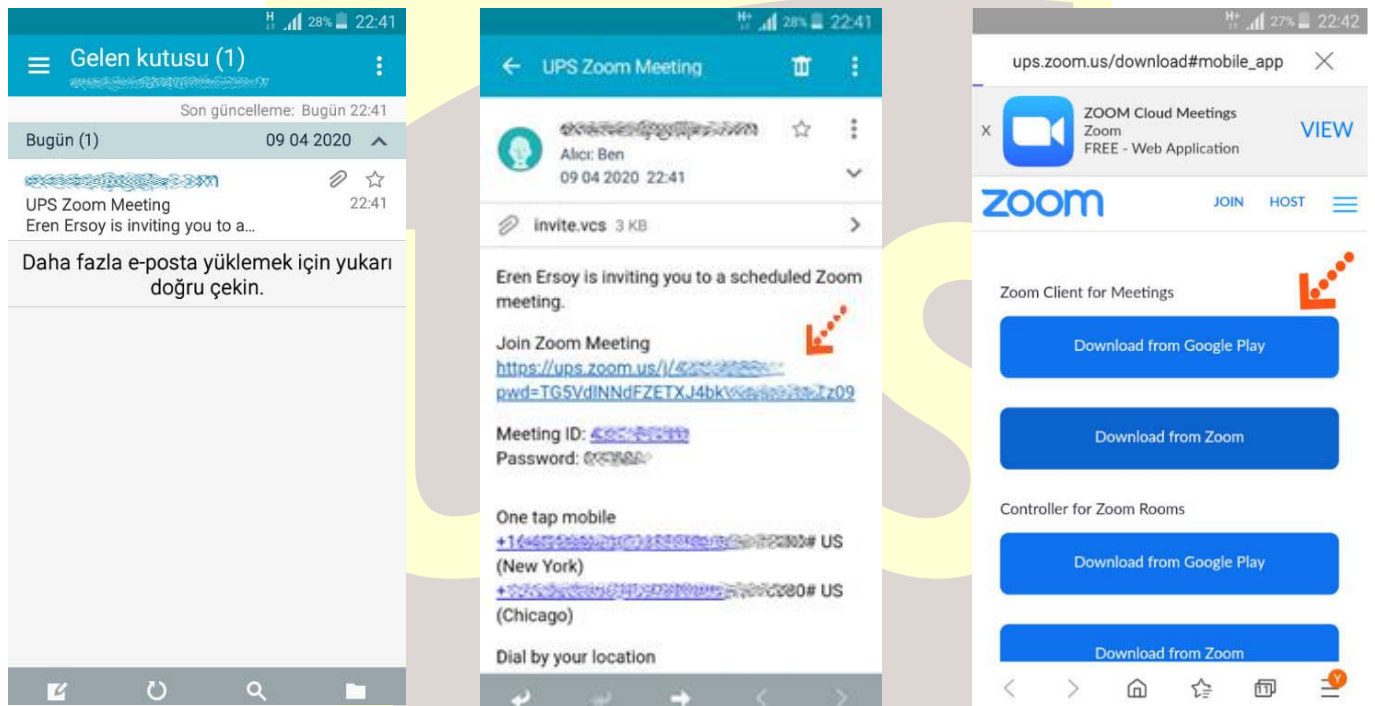 H 28% 22:41
Gelen kutusu (1)
Son güncelleme: Bugün 22:41
Bugün (1) 09 04 2020
UPS Zoom Meeting 22:41
Eren Ersoy is inviting you to a...
Daha fazla e-posta yüklemek için yukarı
doğru çekin.
H+ 28% 22:41
UPS Zoom Meeting
Alıcı: Ben
09 04 2020 22:41
invite.vcs 3 KB
Eren Ersoy is inviting you to a scheduled Zoom
meeting.
Join Zoom Meeting
https://ups.zoom.us/j/
Meeting ID:
Password:
One tap mobile
US
(New York)
US
(Chicago)
Dial by your location
H+ 27% 22:42
ups.zoom.us/download#mobile_app
X
ZOOM Cloud Meetings
Zoom
FREE - Web Application
VIEW
zoom JOIN HOST
Zoom Client for Meetings
Download from Google Play
Download from Zoom
Controller for Zoom Rooms
Download from Google Play
Download from Zoom
11
Y